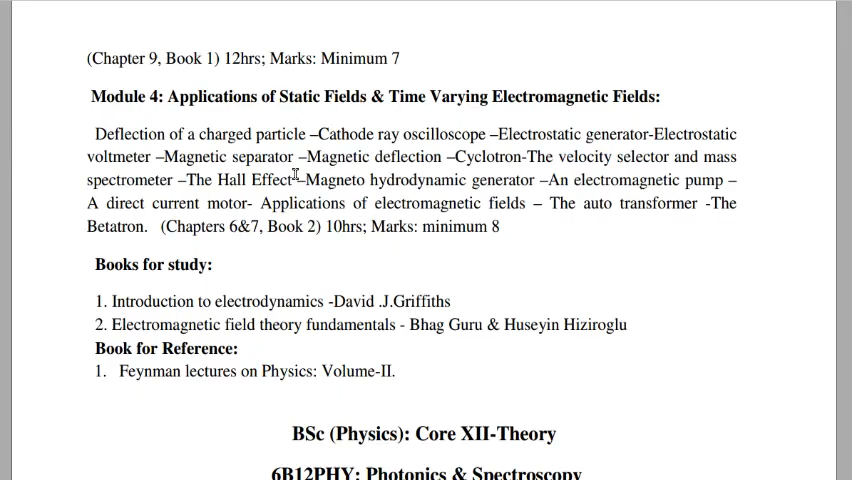 (Chapter 9, Book 1) 12hrs; Marks: Minimum 7
Module 4: Applications of Static Fields & Time Varying Electromagnetic Fields:
Deflection of a charged particle –Cathode ray oscilloscope –Electrostatic generator-Electrostatic
voltmeter –Magnetic separator –Magnetic deflection –Cyclotron-The velocity selector and mass
spectrometer –The Hall Effect –Magneto hydrodynamic generator –An electromagnetic pump –
A direct current motor- Applications of electromagnetic fields – The auto transformer -The
Betatron. (Chapters 6&7, Book 2) 10hrs; Marks: minimum 8
Books for study:
1. Introduction to electrodynamics -David .J.Griffiths
2. Electromagnetic field theory fundamentals - Bhag Guru & Huseyin Hiziroglu
Book for Reference:
1. Feynman lectures on Physics: Volume-II.
BSc (Physics): Core XII-Theory
6B12PHY: Photonics & Spectroscopy